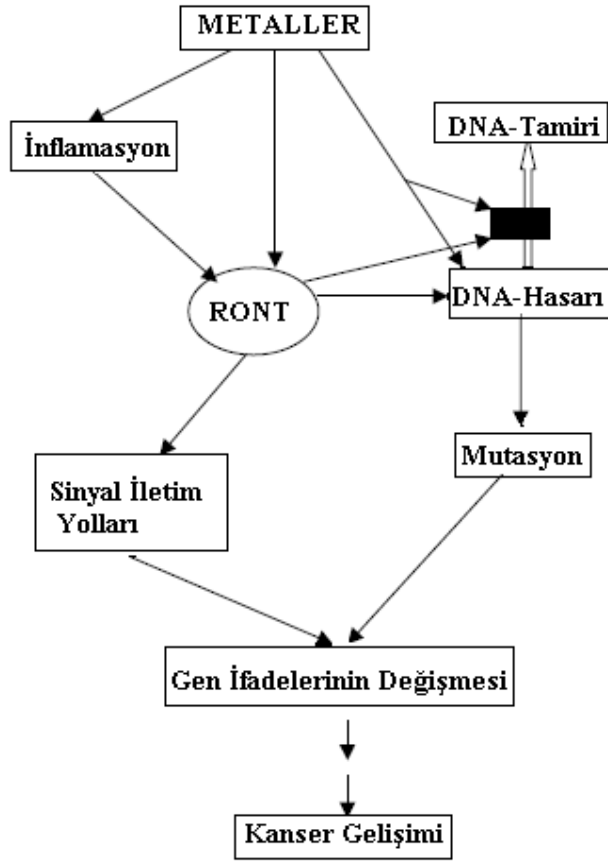 METALLER
DNA-Tamiri
İnflamasyon
RONT
DNA-Hasarı
Mutasyon
Sinyal İletim
Yolları
Gen İfadelerinin Değişmesi
Kanser Gelişimi